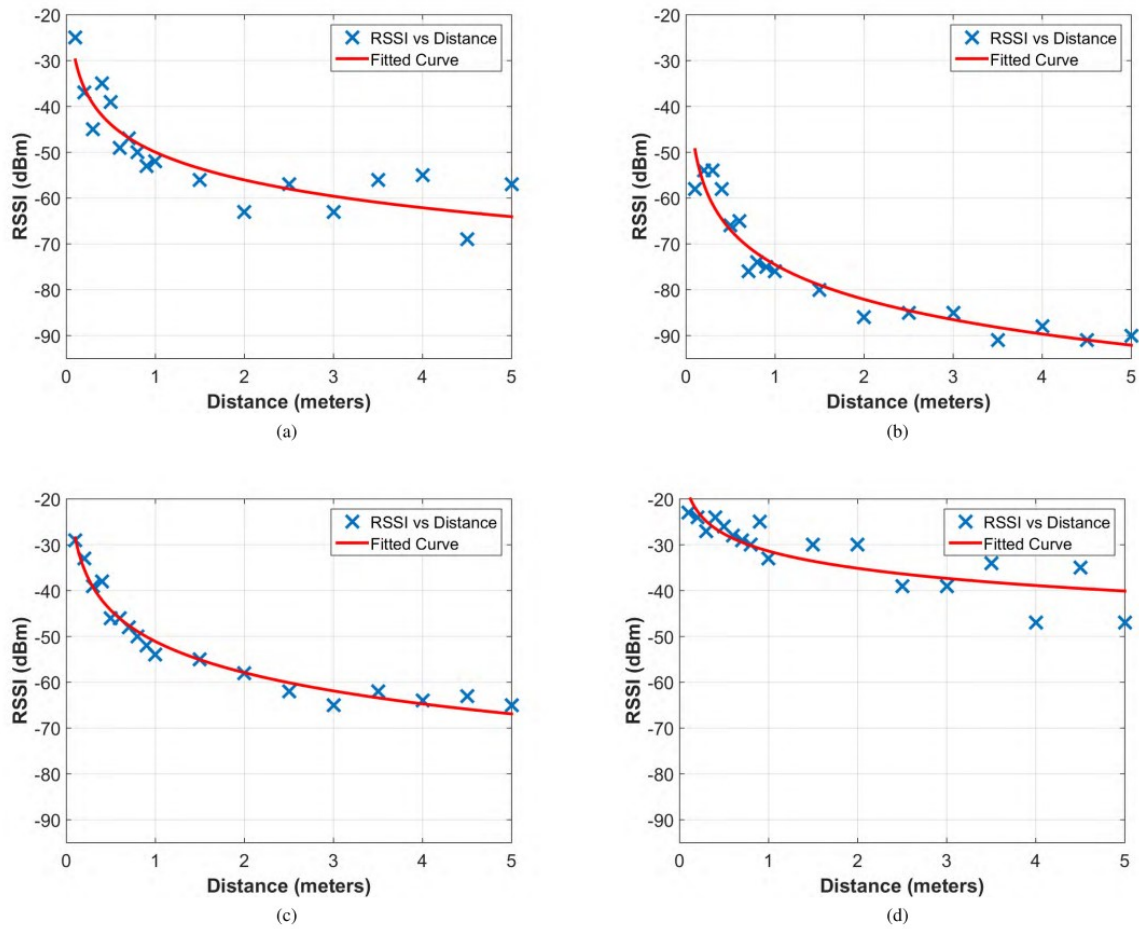 -20
-30
-40
-50
-60
-70
-80
-90
RSSI (dBm)
RSSI vs Distance
Fitted Curve
0 1 2 3 4 5
Distance (meters)
(a)
-20
-30
-40
-50
-60
-70
-80
-90
RSSI (dBm)
RSSI vs Distance
Fitted Curve
0 1 2 3 4 5
Distance (meters)
(b)
-20
-30
-40
-50
-60
-70
-80
-90
RSSI (dBm)
RSSI vs Distance
Fitted Curve
0 1 2 3 4 5
Distance (meters)
(c)
-20
-30
-40
-50
-60
-70
-80
-90
RSSI (dBm)
RSSI vs Distance
Fitted Curve
0 1 2 3 4 5
Distance (meters)
(d)